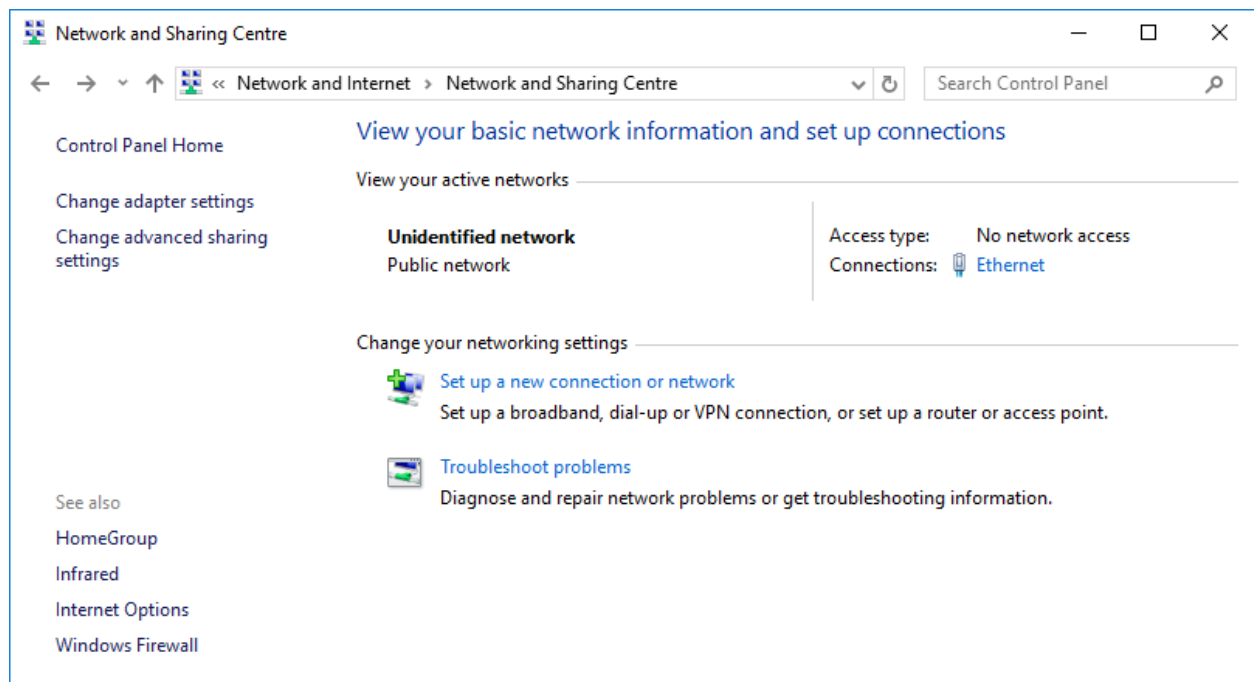 Network and Sharing Centre
« Network and Internet › Network and Sharing Centre
Search Control Panel
Control Panel Home
Change adapter settings
Change advanced sharing
settings
See also
HomeGroup
Infrared
Internet Options
Windows Firewall
View your basic network information and set up connections
View your active networks
Unidentified network
Public network
Access type: No network access
Connections: Ethernet
Change your networking settings
Set up a new connection or network
Set up a broadband, dial-up or VPN connection, or set up a router or access point.
Troubleshoot problems
Diagnose and repair network problems or get troubleshooting information.